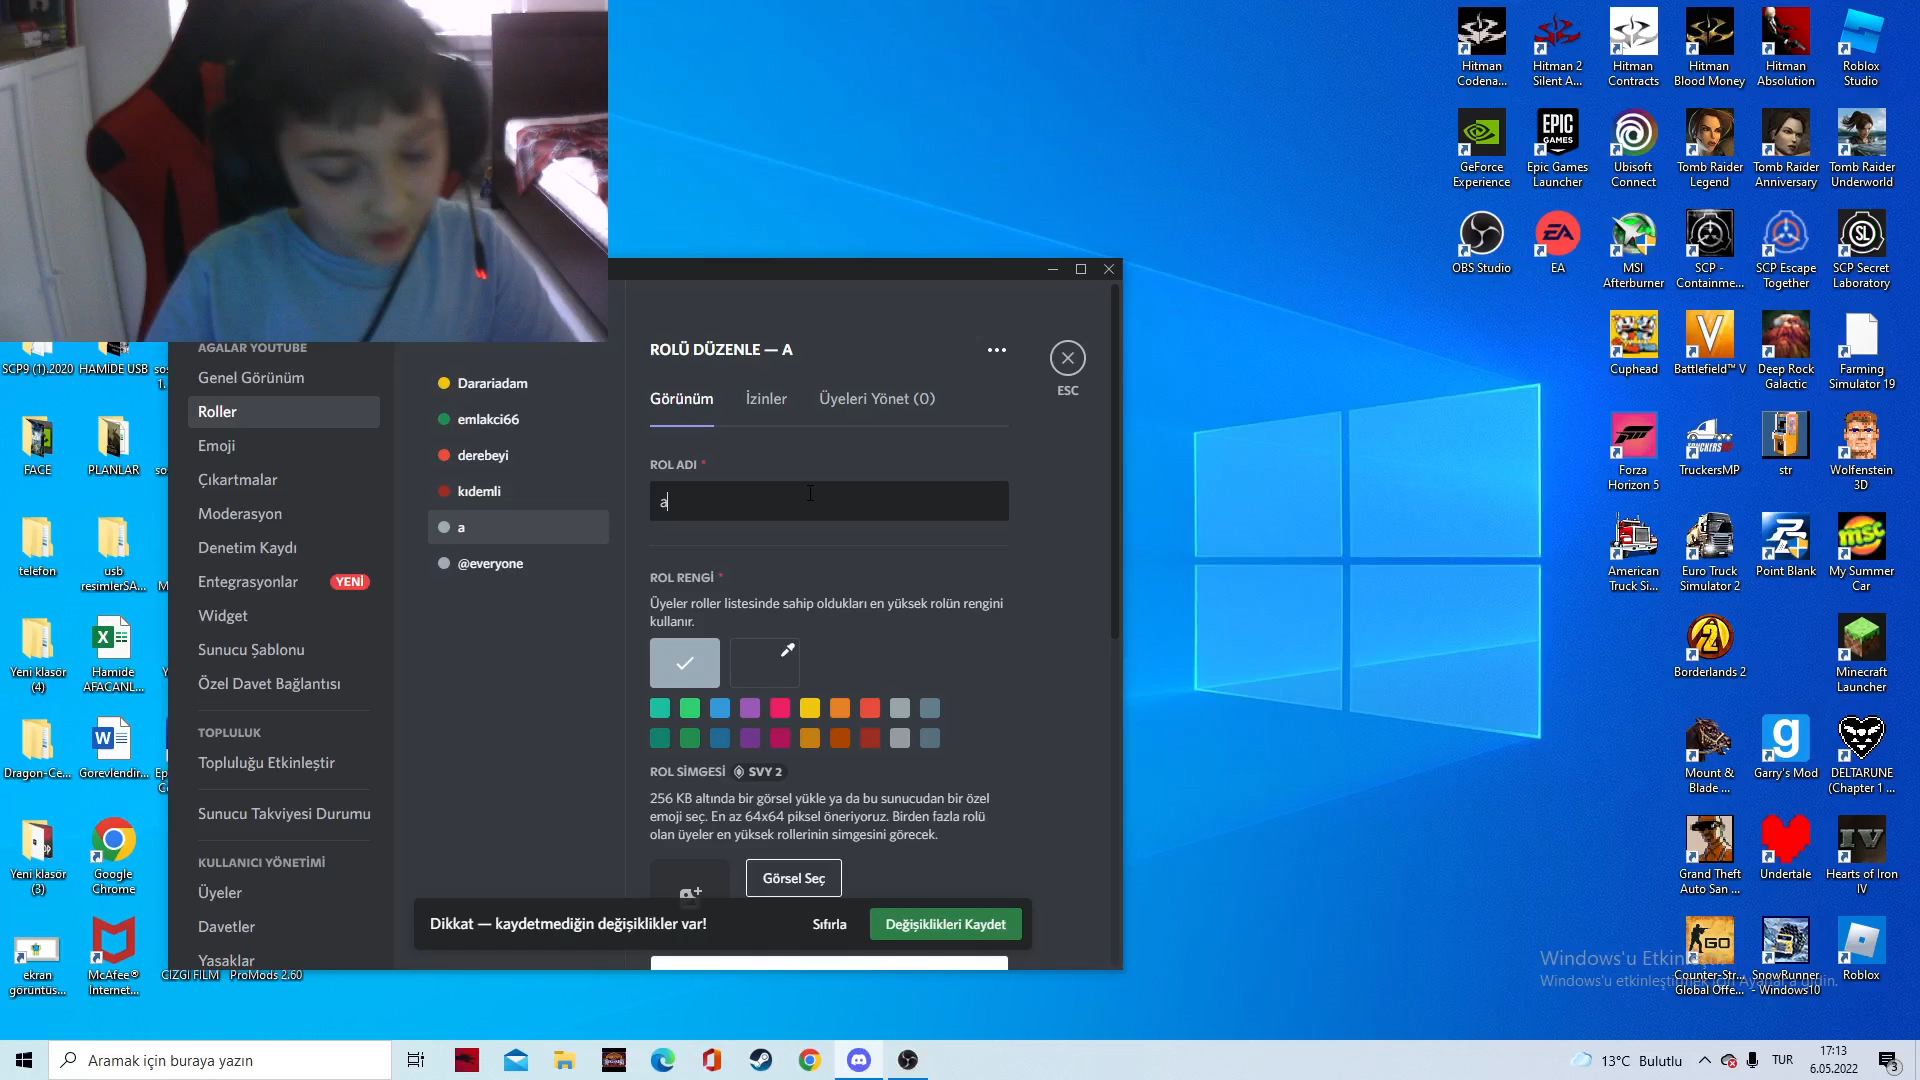 Hitman Codena...
Hitman 2 Silent A...
Hitman Contracts
Hitman Blood Money
Hitman Absolution
Roblox Studio
GeForce Experience
Epic Games Launcher
Ubisoft Connect
Tomb Raider Legend
Tomb Raider Anniversary
Tomb Raider Underworld
OBS Studio
EA
MSI Afterburner
SCP - Containme...
SCP Escape Together
SCP Secret Laboratory
Cuphead
Battlefield™ V
Deep Rock Galactic
Farming Simulator 19
Forza Horizon 5
TruckersMP
str
Wolfenstein 3D
American Truck Si...
Euro Truck Simulator 2
Point Blank
My Summer Car
Borderlands 2
Minecraft Launcher
Mount & Blade ...
Garry's Mod
DELTARUNE (Chapter 1 ...
Grand Theft Auto San ...
Undertale
Hearts of Iron IV
Counter-Str... Global Offe...
SnowRunner - Windows10
Roblox
SCP9 (1).2020
HAMİDE USB
FACE
PLANLAR
telefon
usb resimlerSA...
Yeni klasör (4)
Hamide AFACANL...
Dragon-Ce...
Gorevlendir...
Yeni klasör (3)
Google Chrome
ekran görüntüs...
McAfee® İnternet...
ÇİZGİ FİLM
ProMods 2.60
AGALAR YOUTUBE
Genel Görünüm
Roller
Emoji
Çıkartmalar
Moderasyon
Denetim Kaydı
Entegrasyonlar
YENİ
Widget
Sunucu Şablonu
Özel Davet Bağlantısı
TOPLULUK
Topluluğu Etkinleştir
Sunucu Takviyesi Durumu
KULLANICI YÖNETİMİ
Üyeler
Davetler
Yasaklar
Darariadam
emlakci66
derebeyi
kıdemli
a
@everyone
ROLÜ DÜZENLE — A
ESC
Görünüm
İzinler
Üyeleri Yönet (0)
ROL ADI *
a
ROL RENGİ *
Üyeler roller listesinde sahip oldukları en yüksek rolün rengini
kullanır.
ROL SİMGESİ
SVY 2
256 KB altında bir görsel yükle ya da bu sunucudan bir özel
emoji seç. En az 64x64 piksel öneriyoruz. Birden fazla rolü
olan üyeler en yüksek rollerinin simgesini görecek.
Görsel Seç
Dikkat — kaydetmediğin değişiklikler var!
Sıfırla
Değişiklikleri Kaydet
Aramak için buraya yazın
13°C Bulutlu
TUR
17:13
6.05.2022
3